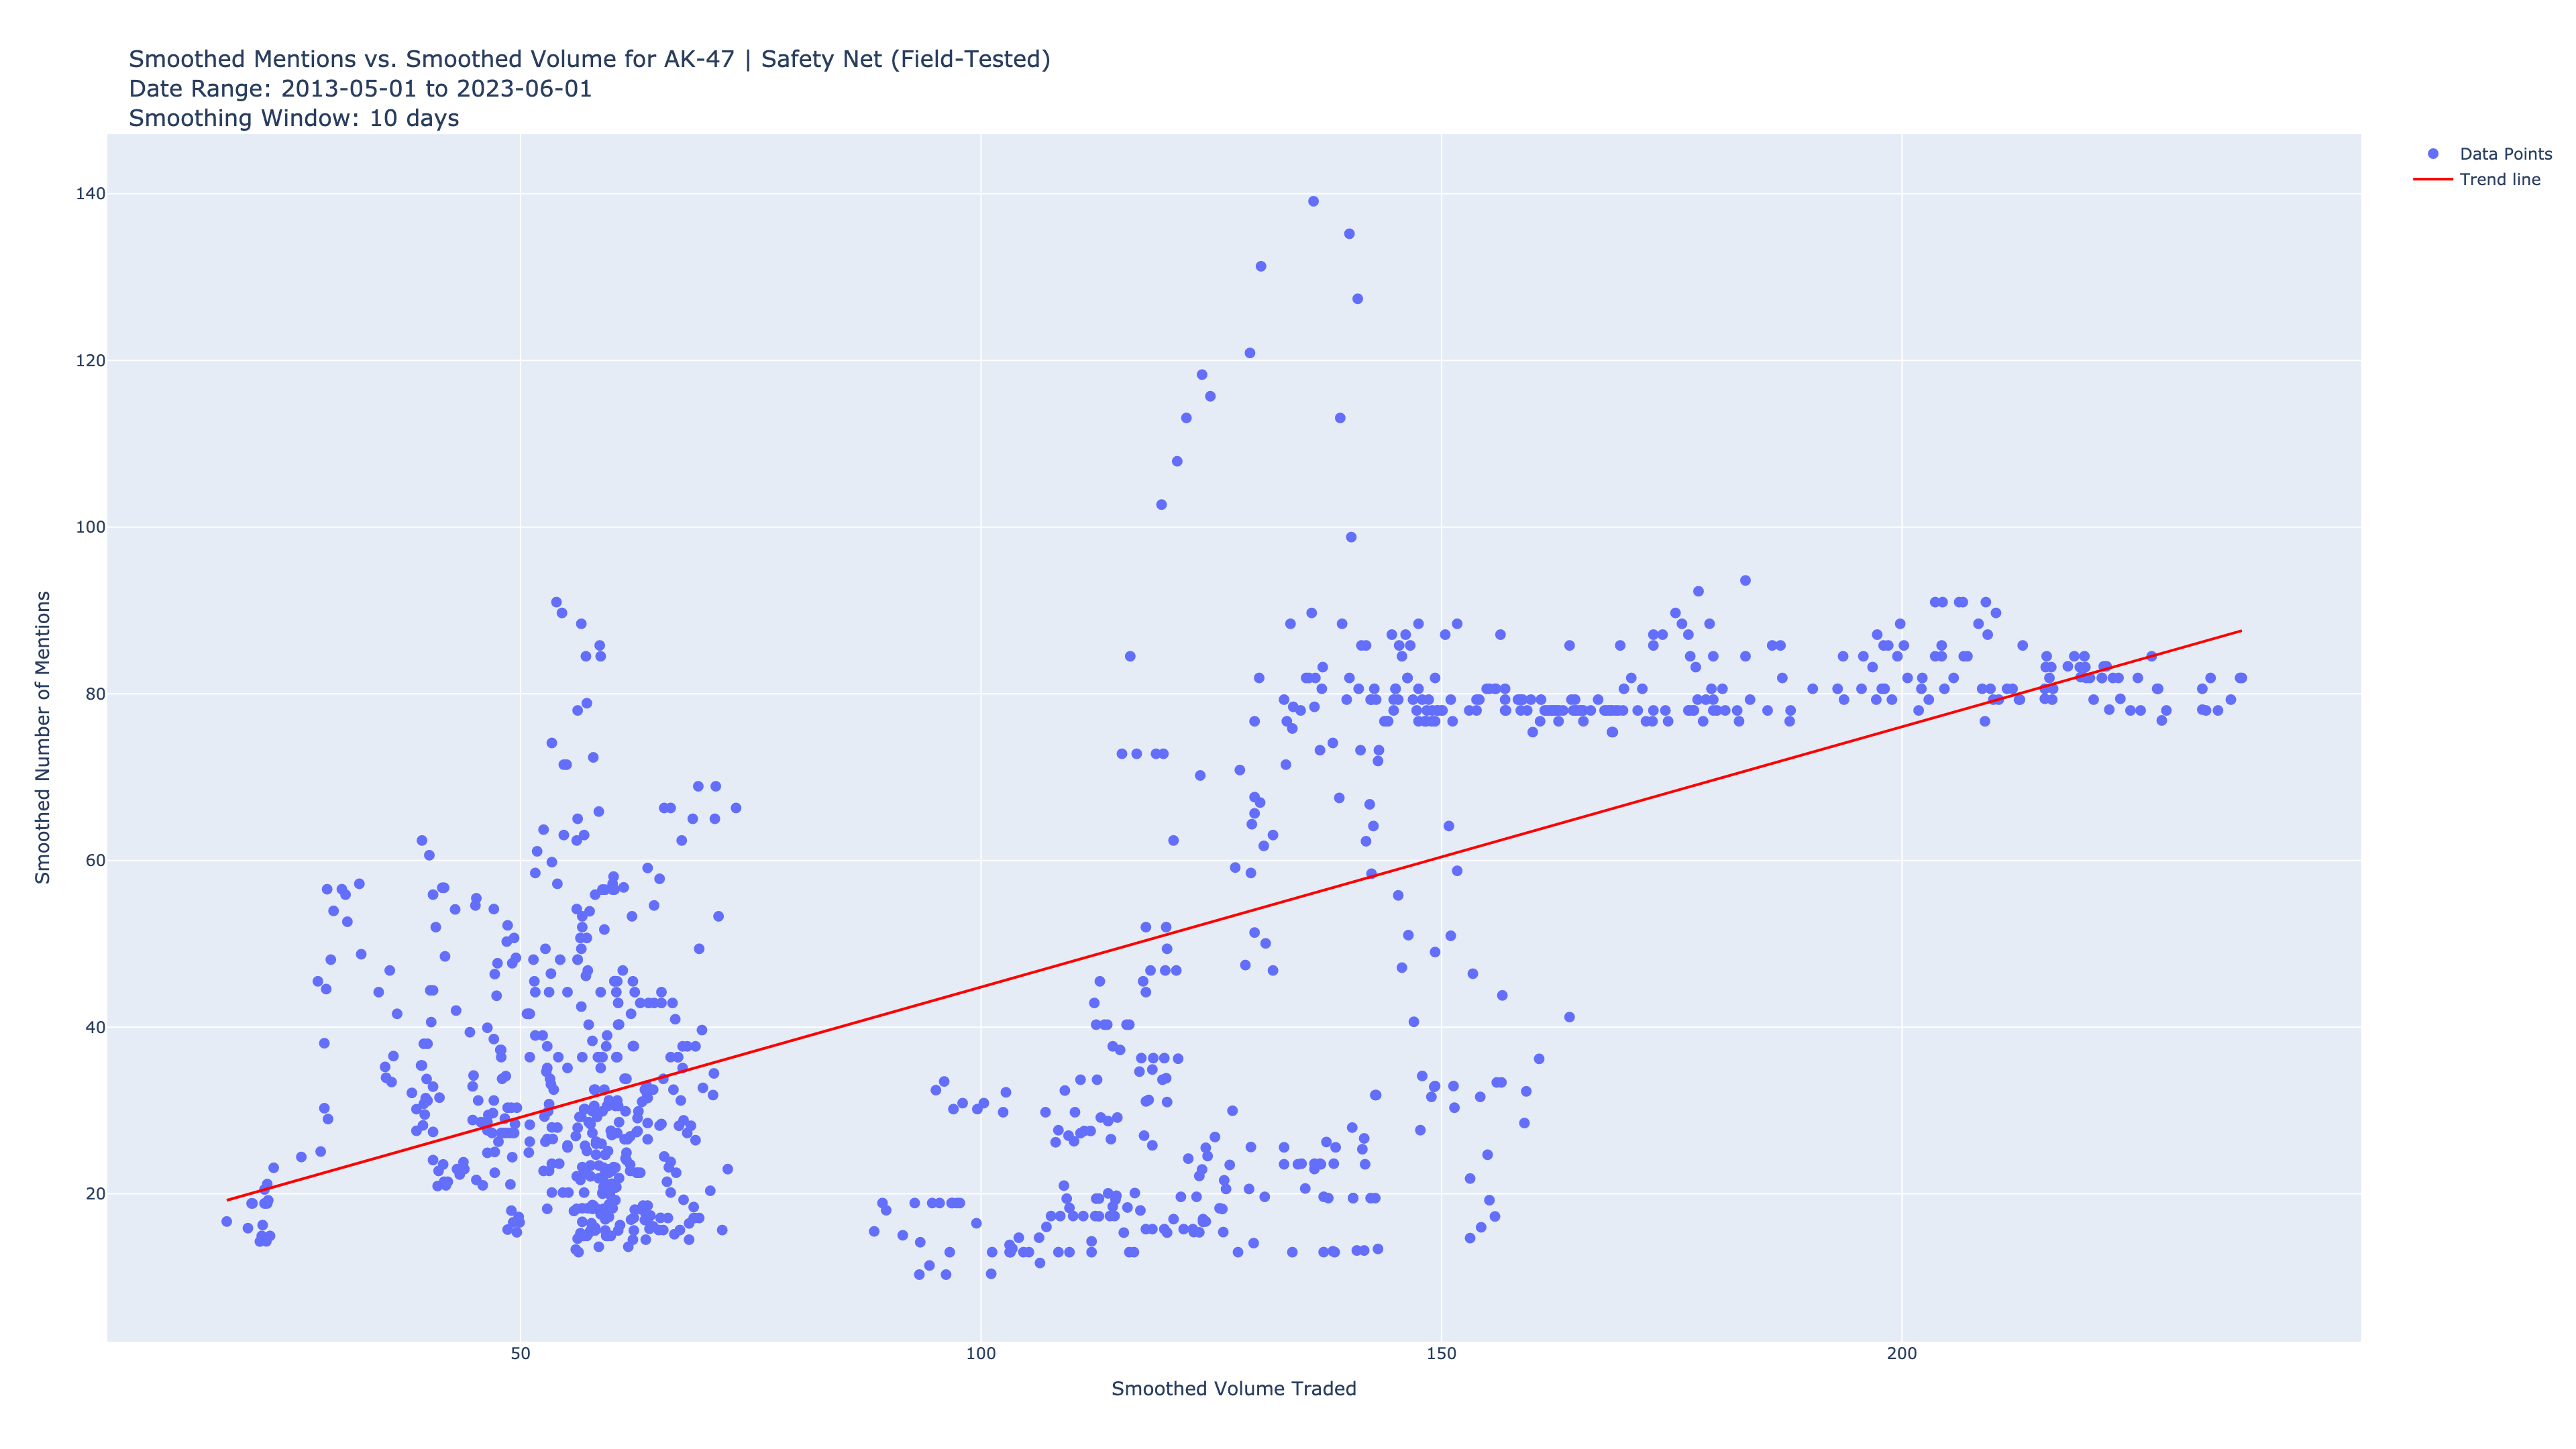 Smoothed Mentions vs. Smoothed Volume for AK-47 | Safety Net (Field-Tested)
Date Range: 2013-05-01 to 2023-06-01
Smoothing Window: 10 days
Data Points
Trend line
140
120
100
80
60
40
20
Smoothed Number of Mentions
50
100
150
200
Smoothed Volume Traded